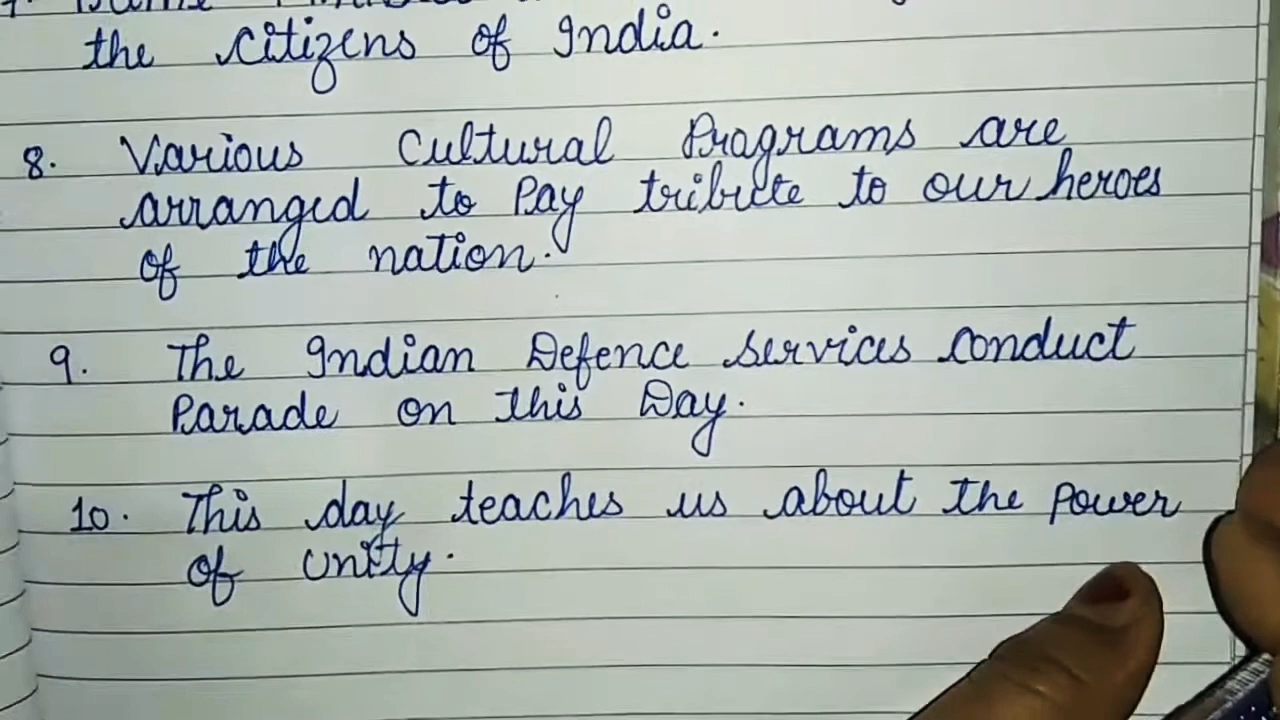 the citizens of India.
8. Various Cultural Programs are
arranged to Pay tribute to our heroes
of the nation.
9. The Indian Defence services conduct
Parade on this Day.
10. This day teaches us about the Power
of Unity.